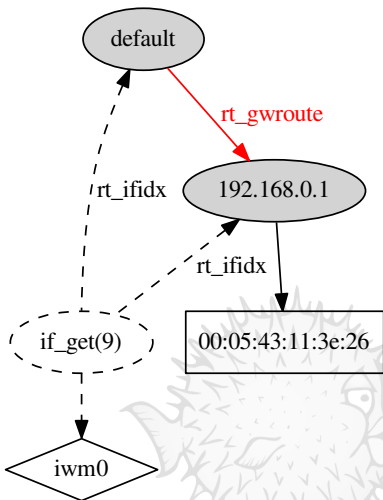 default
rt_gwroute
rt_ifidx
192.168.0.1
rt_ifidx
if_get(9)
00:05:43:11:3e:26
iwm0